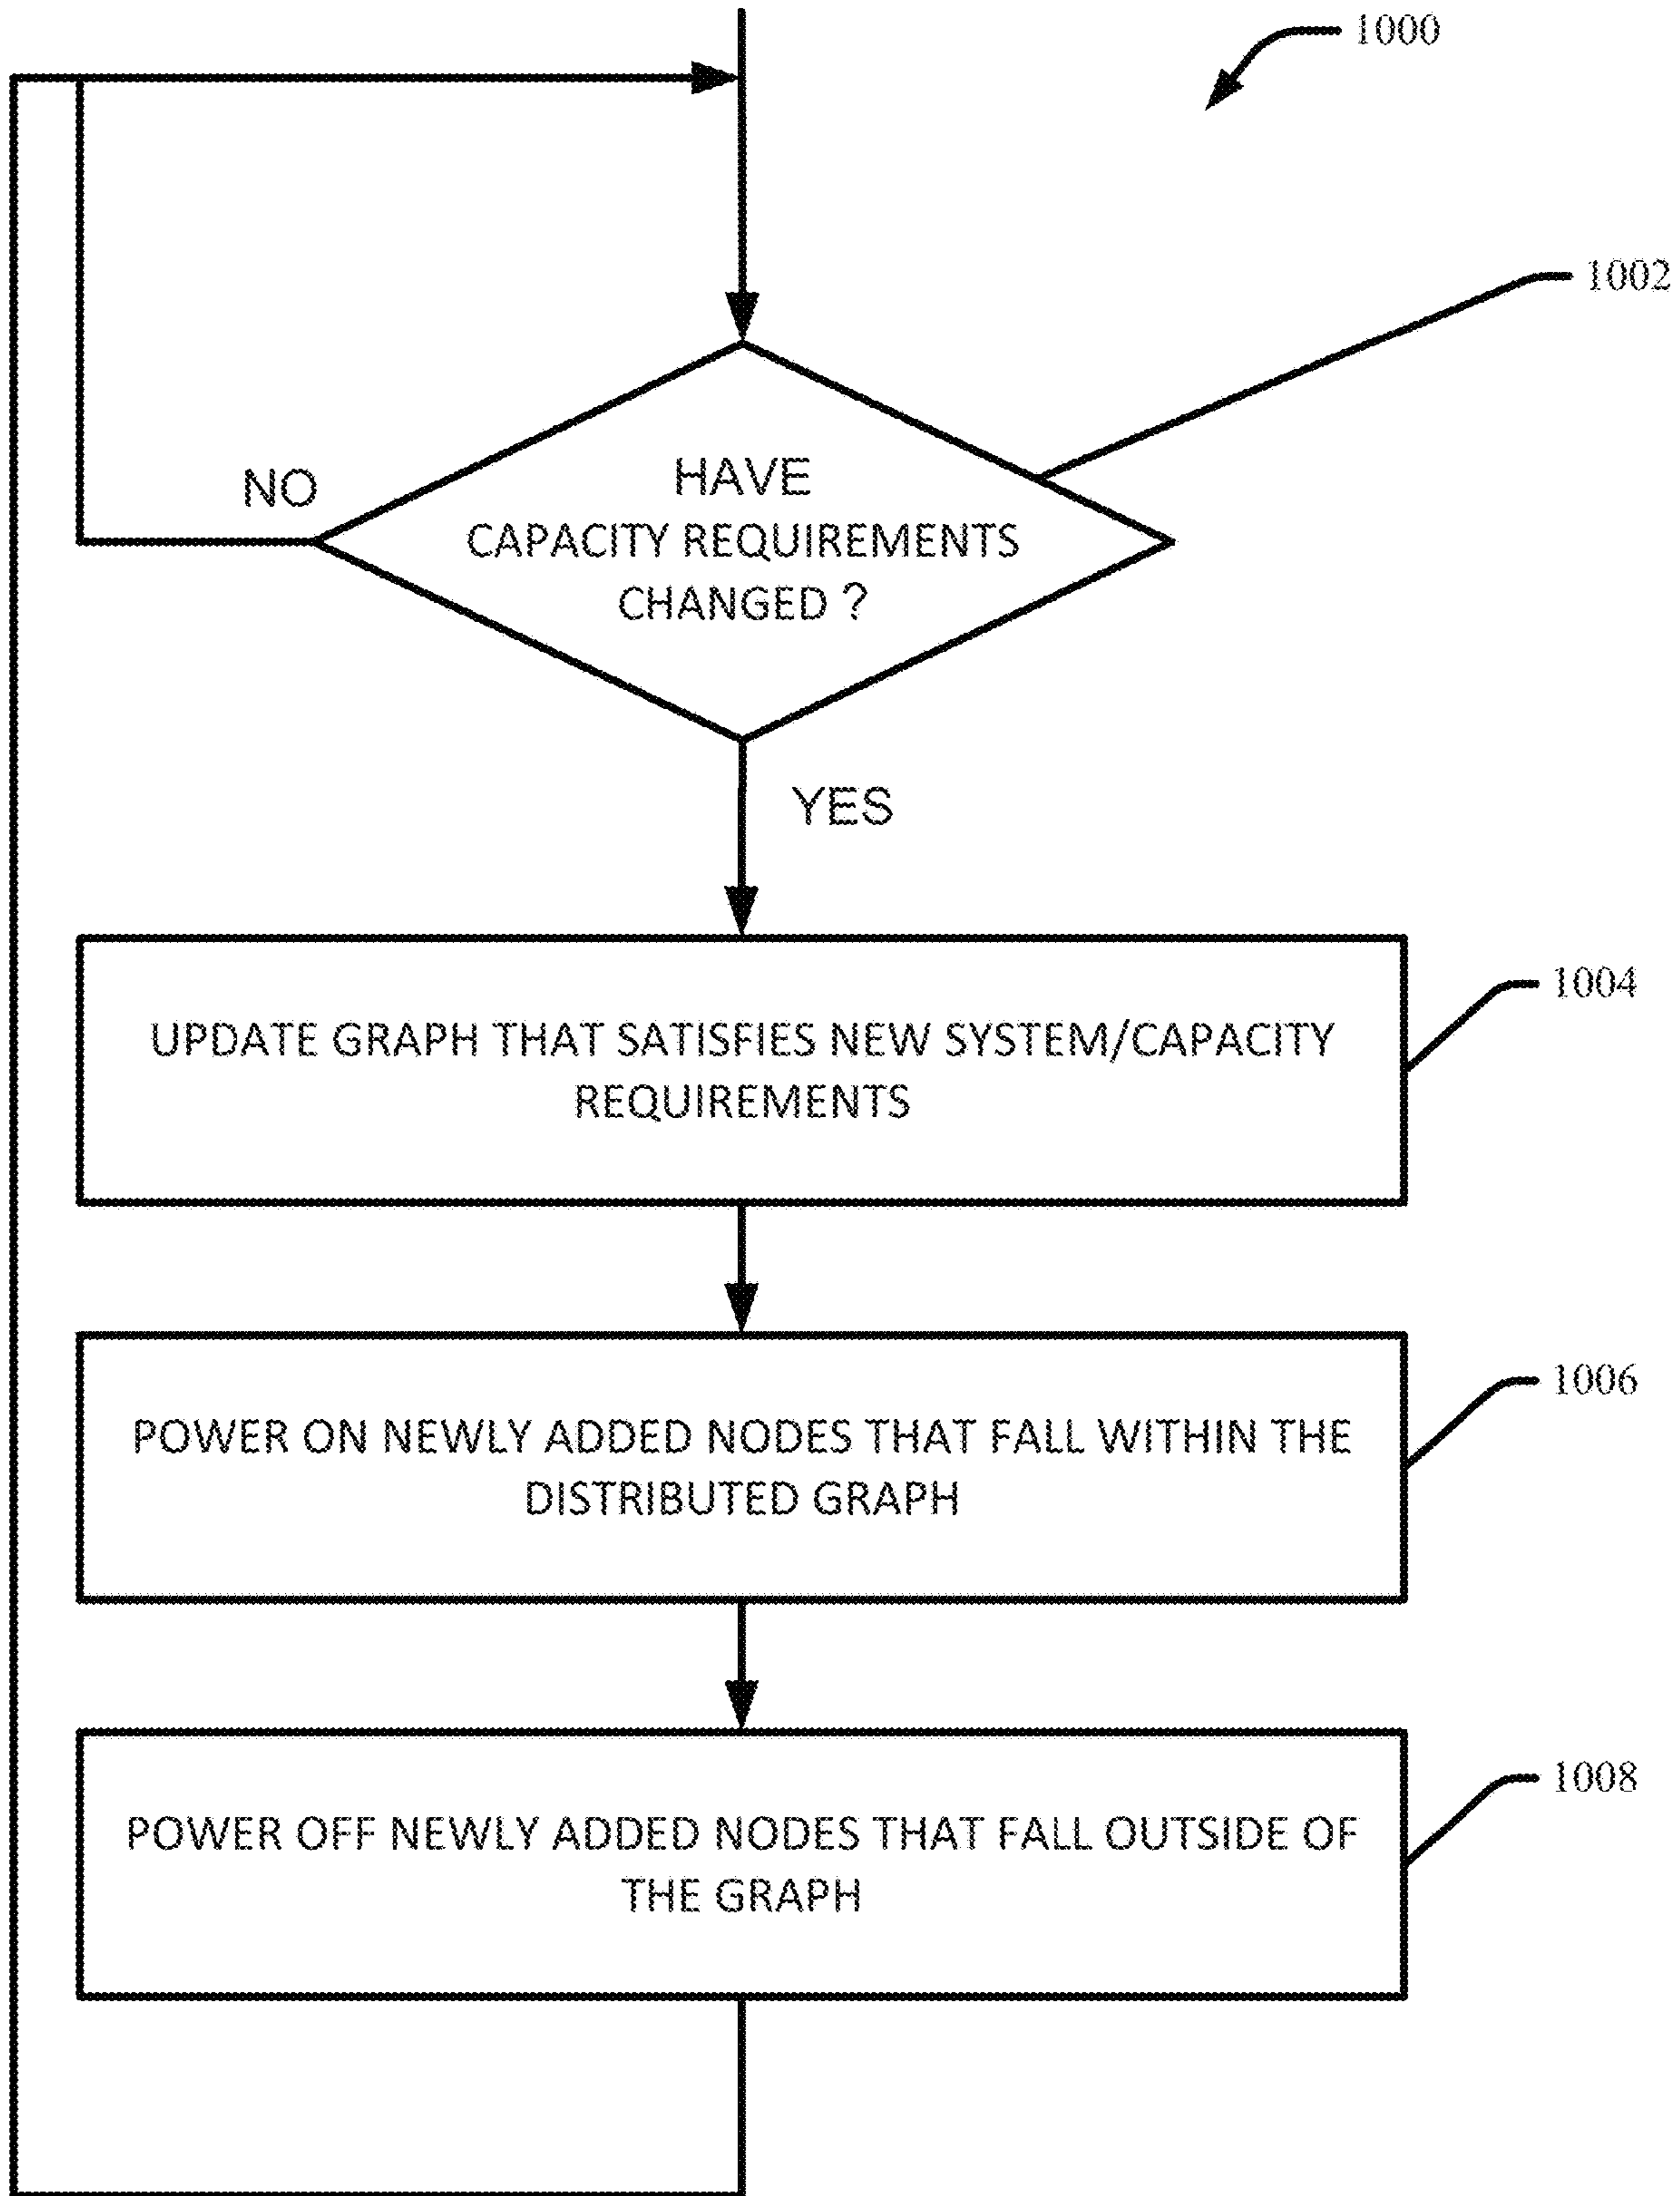 1000
1002
HAVE
NO
CAPACITY REQUIREMENTS
CHANGED ?
YES
1004
UPDATE GRAPH THAT SATISFIES NEW SYSTEM/CAPACITY
REQUIREMENTS
1006
POWER ON NEWLY ADDED NODES THAT FALL WITHIN THE
DISTRIBUTED GRAPH
1008
POWER OFF NEWLY ADDED NODES THAT FALL OUTSIDE OF
THE GRAPH